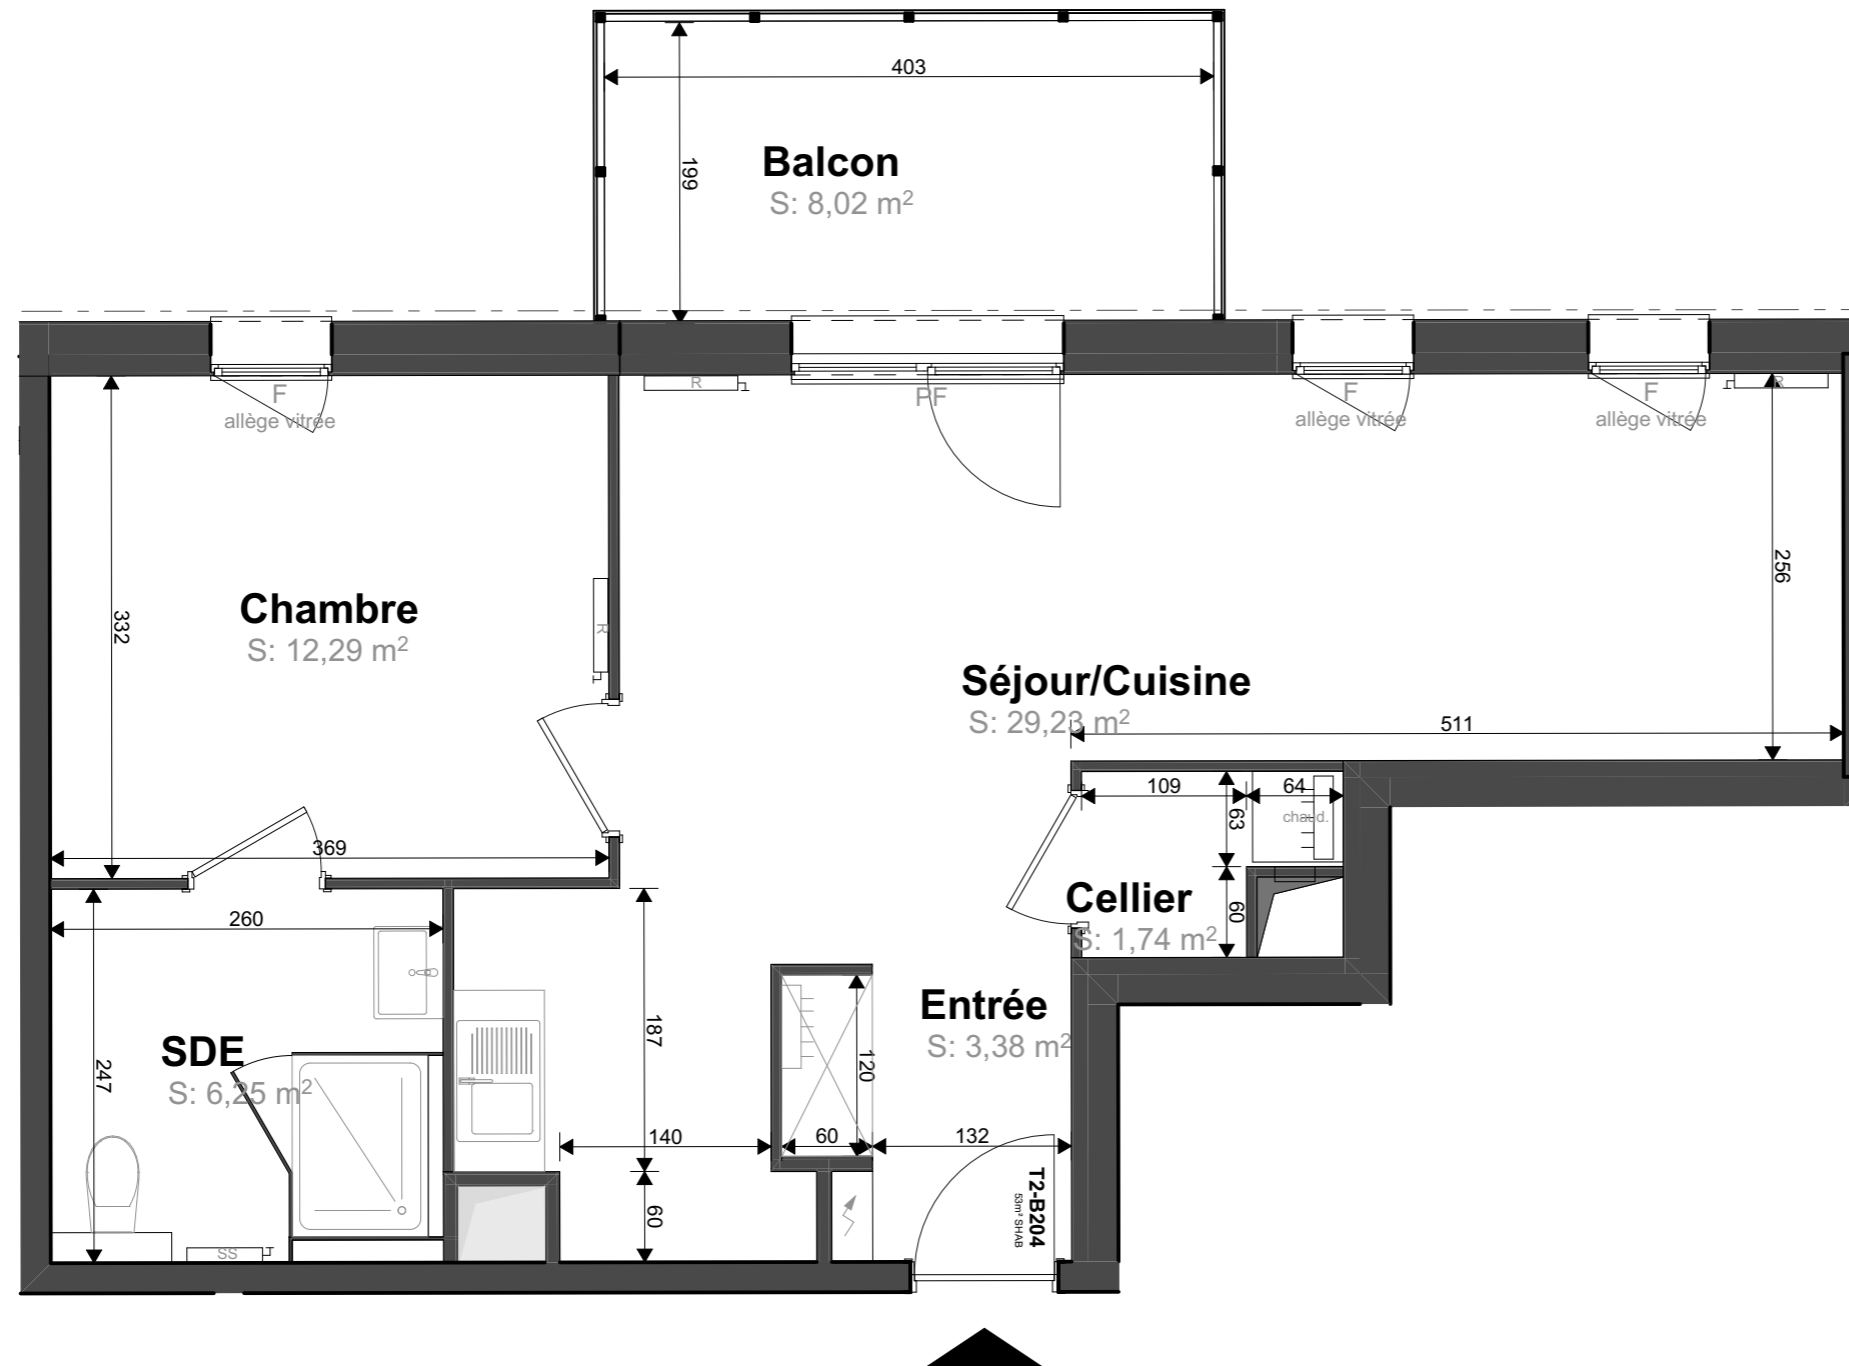 403
199
Balcon
S: 8,02 m²
R
PF
F
allège vitrée
F
allège vitrée
F
allège vitrée
R
256
332
Chambre
S: 12,29 m²
R
Séjour/Cuisine
S: 29,23 m²
511
109
64
63
chaud.
369
Cellier
S: 1,74 m²
60
260
187
Entrée
S: 3,38 m²
120
SDE
S: 6,25 m²
247
140
60
132
60
T2-B204
53m² SHAB
SS